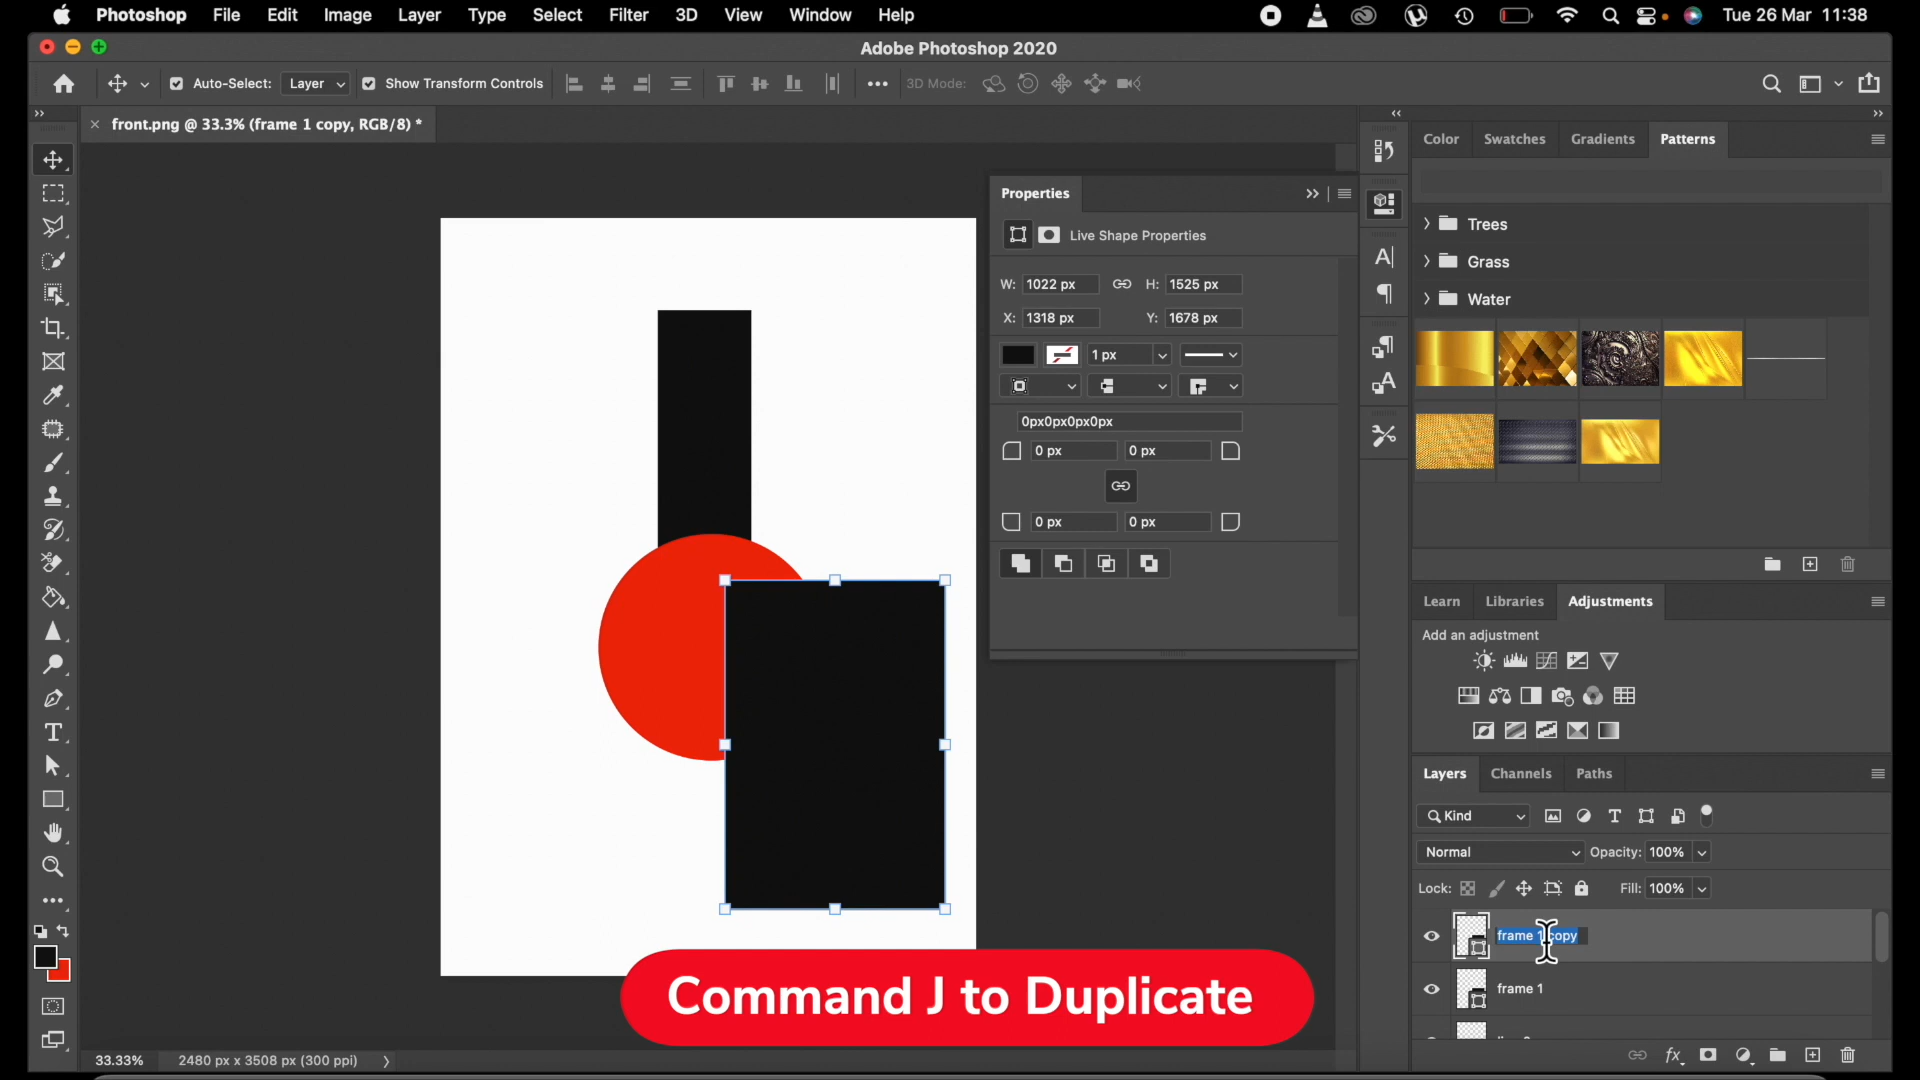 Photoshop File Edit Image Layer Type Select Filter 3D View Window Help Tue 26 Mar 11:38
Adobe Photoshop 2020
Auto-Select: Layer Show Transform Controls 3D Mode:
front.png @ 33.3% (frame 1 copy, RGB/8) *
Properties
Live Shape Properties
W: 1022 px H: 1525 px
X: 1318 px Y: 1678 px
1 px
0px0px0px0px
0 px 0 px
0 px 0 px
Color Swatches Gradients Patterns
Trees
Grass
Water
Learn Libraries Adjustments
Add an adjustment
Layers Channels Paths
Kind
Normal Opacity: 100%
Lock: Fill: 100%
frame 1 copy
frame 1
Command J to Duplicate
33.33% 2480 px x 3508 px (300 ppi)